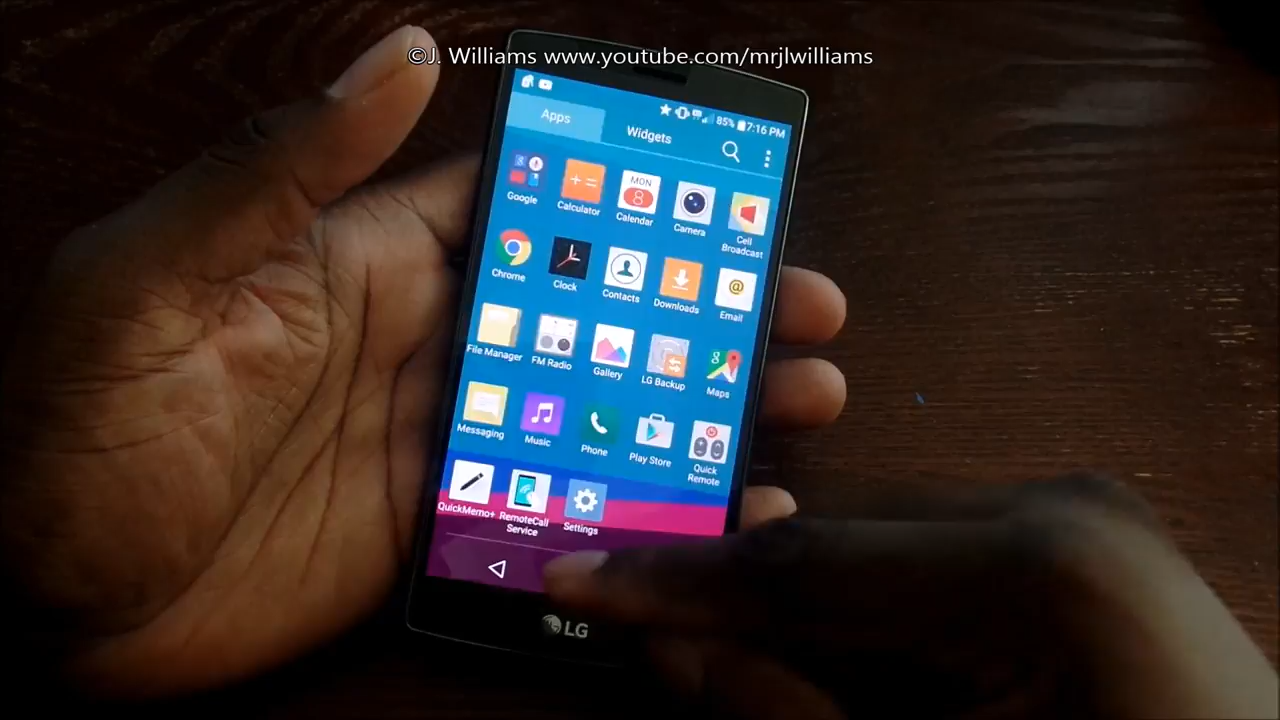 ©J. Williams www.youtube.com/mrjlwilliams
85% 7:16 PM
Apps Widgets
MON
8
Google Calculator Calendar Camera Cell Broadcast
Chrome Clock Contacts Downloads Email
File Manager FM Radio Gallery LG Backup Maps
Messaging Music Phone Play Store Quick Remote
QuickMemo+ RemoteCall Service Settings
LG